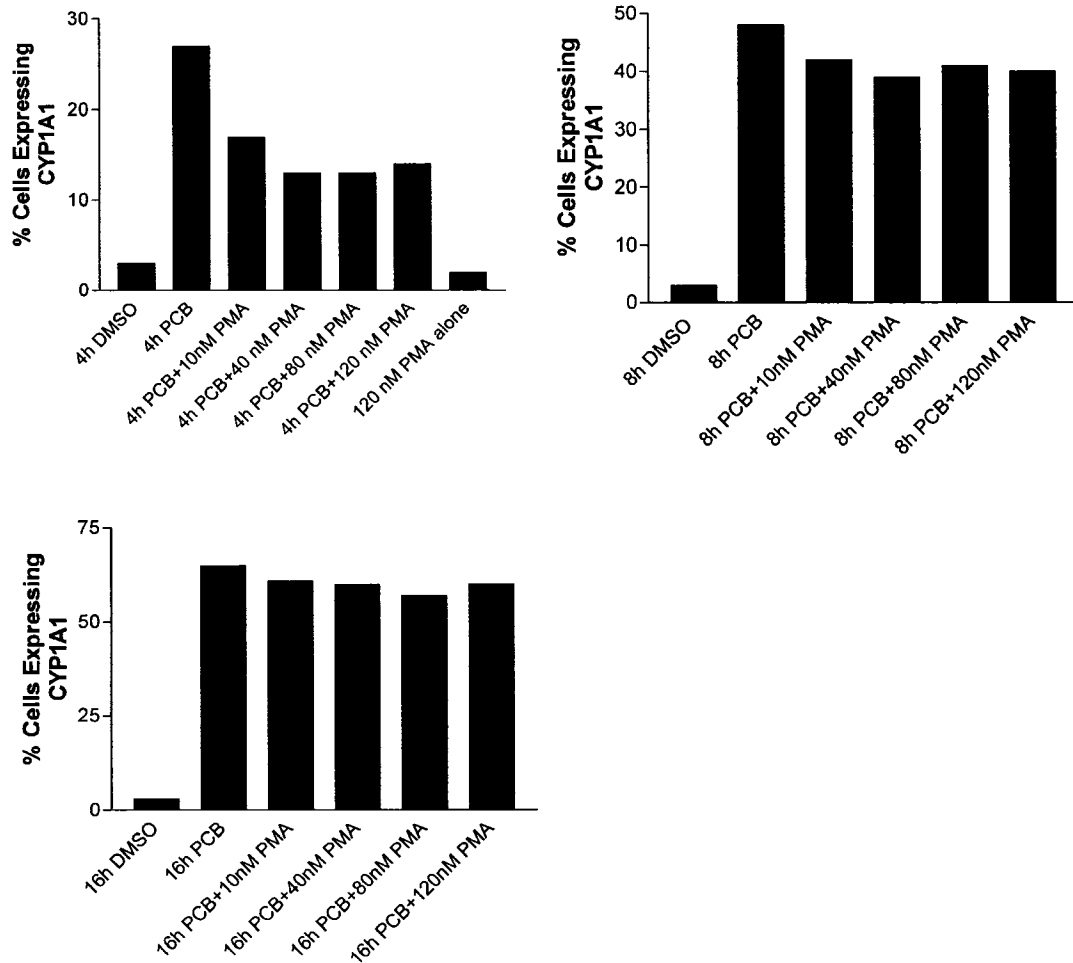 % Cells Expressing
CYP1A1
30
20
10
0
4h DMSO
4h PCB
4h PCB+10nM PMA
4h PCB+40 nM PMA
4h PCB+80 nM PMA
4h PCB+120 nM PMA
120 nM PMA alone
% Cells Expressing
CYP1A1
50
40
30
20
10
0
8h DMSO
8h PCB
8h PCB+10nM PMA
8h PCB+40nM PMA
8h PCB+80nM PMA
8h PCB+120nM PMA
% Cells Expressing
CYP1A1
75
50
25
0
16h DMSO
16h PCB
16h PCB+10nM PMA
16h PCB+40nM PMA
16h PCB+80nM PMA
16h PCB+120nM PMA